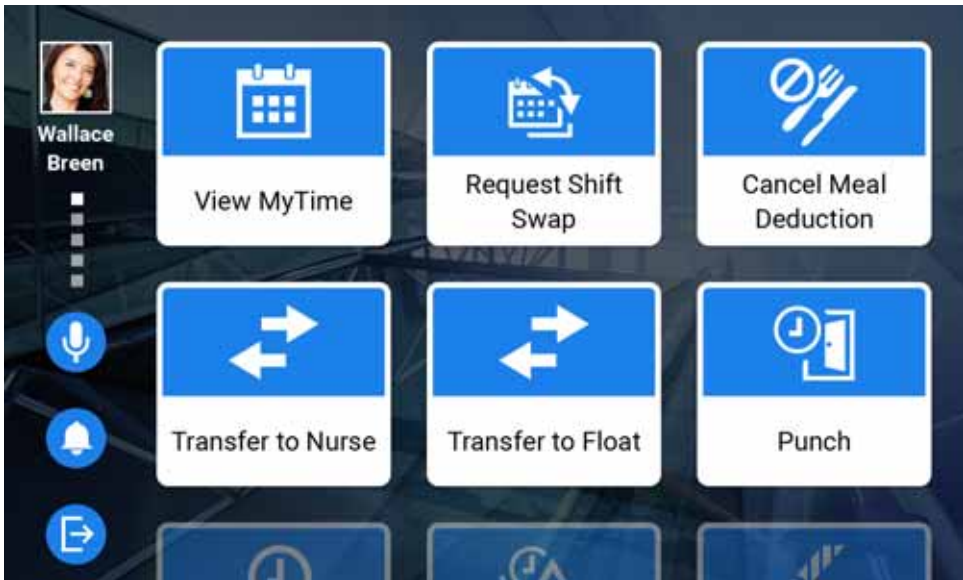 Wallace
Breen
View MyTime
Request Shift
Swap
Cancel Meal
Deduction
Transfer to Nurse
Transfer to Float
Punch